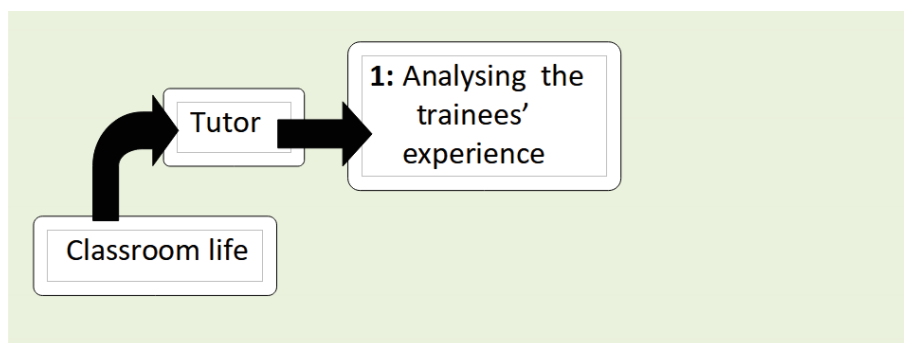 1: Analysing the
trainees’
experience
Tutor
Classroom life